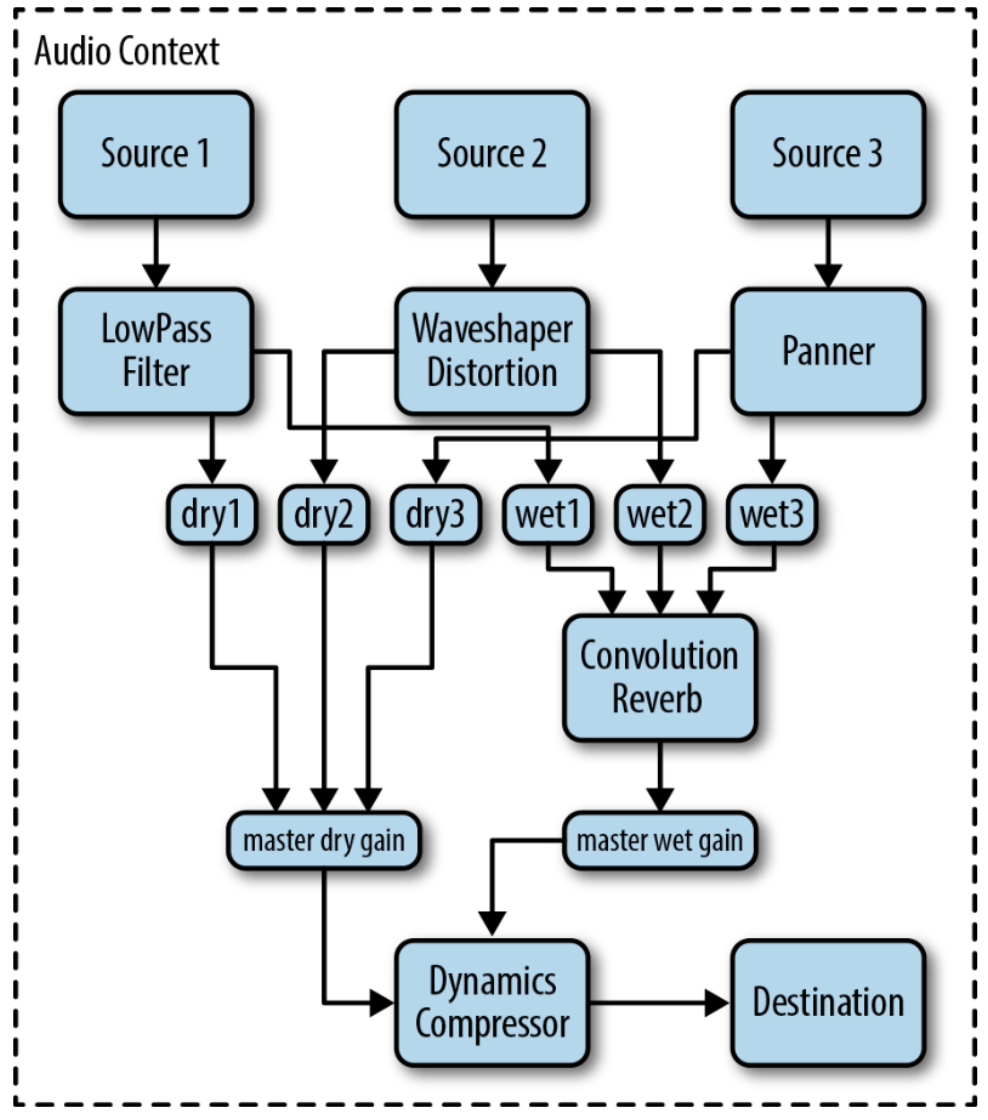 Audio Context
Source 1
Source 2
Source 3
LowPass
Filter
Waveshaper
Distortion
Panner
dry1
dry2
dry3
wet1
wet2
wet3
Convolution
Reverb
master dry gain
master wet gain
Dynamics
Compressor
Destination